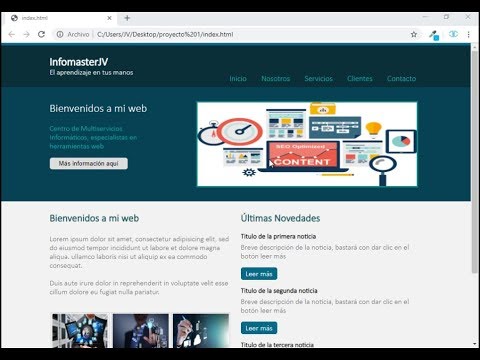 index.html
Archivo
C:/Users/JV/Desktop/proyecto%201/index.html
InfomasterJV
El aprendizaje en tus manos
Inicio
Nosotros
Servicios
Clientes
Contacto
Bienvenidos a mi web
Centro de Multiservicios
Informáticos, especialistas en
herramientas web
Más información aquí
SEO Optimized
CONTENT
Bienvenidos a mi web
Lorem ipsum dolor sit amet, consectetur
adipisicing elit, sed do eiusmod
tempor incididunt ut labore et dolore magna
aliqua. ullamco laboris nisi ut aliquip ex ea commodo
consequat.
Duis aute irure dolor in reprehenderit in voluptate velit esse
cillum dolore eu fugiat nulla pariatur.
Últimas Novedades
Titulo de la primera noticia
Breve descripción de la noticia, bastará con dar clic en el
botón leer más
Leer más
Titulo de la segunda noticia
Breve descripción de la noticia, bastará con dar clic en el
botón leer más
Leer más
Titulo de la tercera noticia